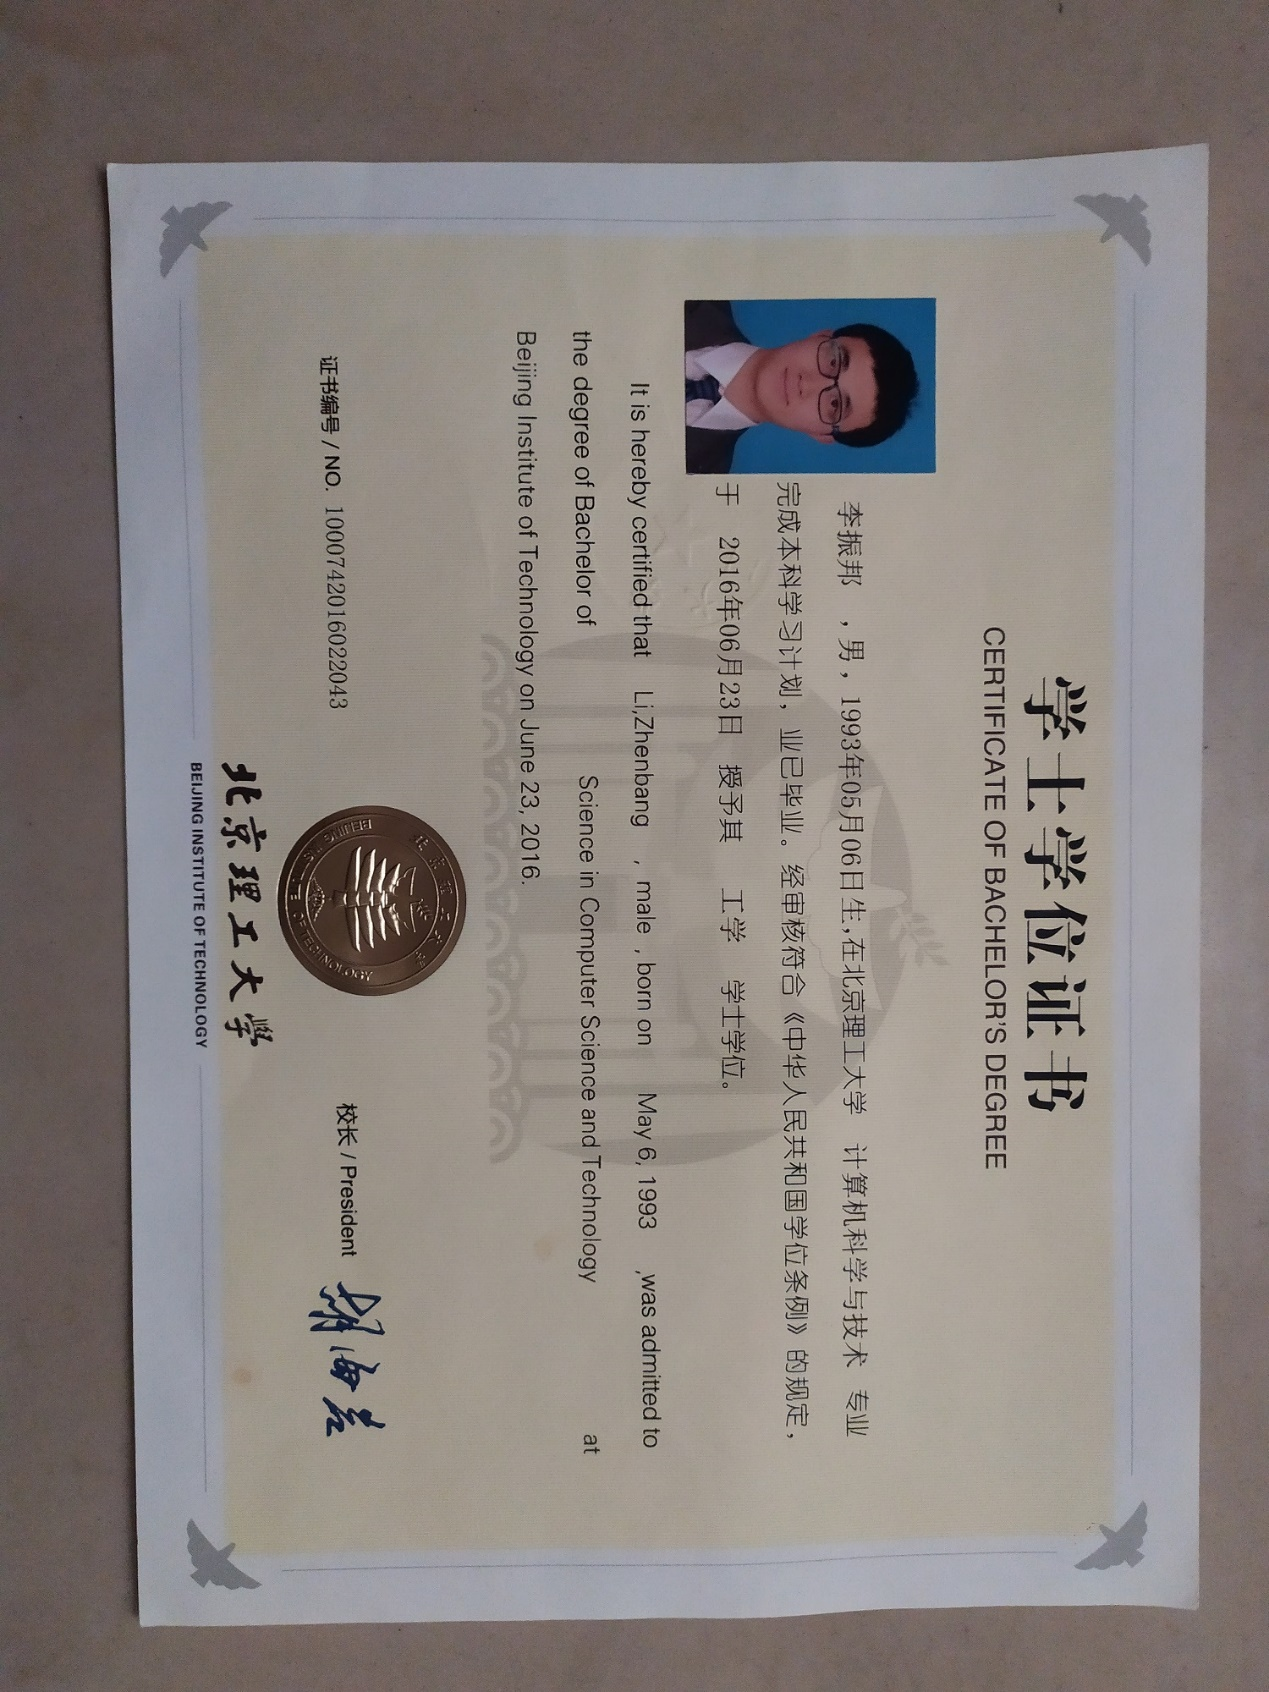 学士学位证书
CERTIFICATE OF BACHELOR'S DEGREE
李振邦 ，男，1993年05月06日生,在北京理工大学 计算机科学与技术 专业
完成本科学习计划，业已毕业。经审核符合《中华人民共和国学位条例》的规定，
于 2016年06月23日 授予其 工学 学士学位。
It is hereby certified that Li,Zhenbang , male , born on May 6, 1993 ,was admitted to
the degree of Bachelor of Science in Computer Science and Technology at
Beijing Institute of Technology on June 23, 2016.
证书编号 / NO. 1000742016022043
校长 / President
北京理工大学
BEIJING INSTITUTE OF TECHNOLOGY